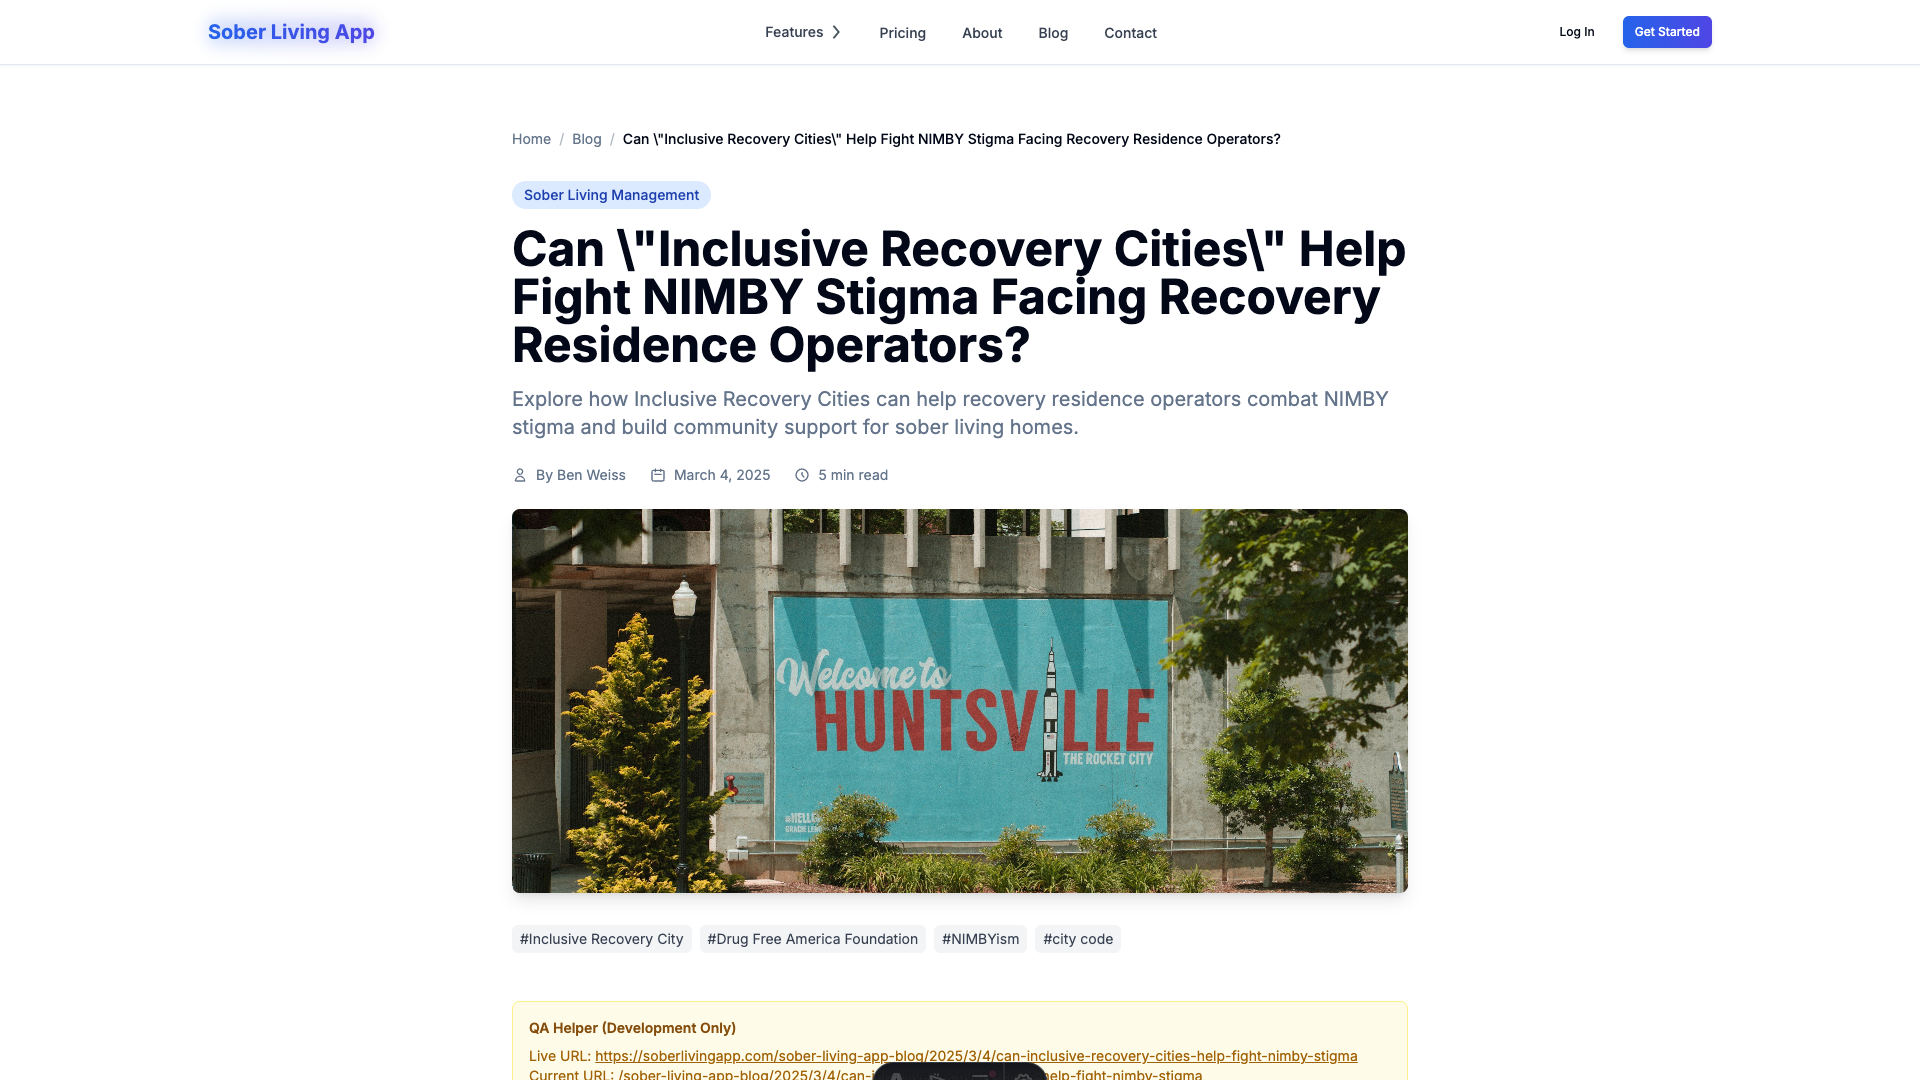 Sober Living App
Features
Pricing
About
Blog
Contact
Log In
Get Started
Home / Blog / Can \"Inclusive Recovery Cities\" Help Fight NIMBY Stigma Facing Recovery Residence Operators?
Sober Living Management
Can \"Inclusive Recovery Cities\" Help
Fight NIMBY Stigma Facing Recovery
Residence Operators?
Explore how Inclusive Recovery Cities can help recovery residence operators combat NIMBY
stigma and build community support for sober living homes.
By Ben Weiss
March 4, 2025
5 min read
Welcome to
HUNTSVILLE
THE ROCKET CITY
#Inclusive Recovery City
#Drug Free America Foundation
#NIMBYism
#city code
QA Helper (Development Only)
Live URL: https://soberlivingapp.com/sober-living-app-blog/2025/3/4/can-inclusive-recovery-cities-help-fight-nimby-stigma
Current URL: /sober-living-app-blog/2025/3/4/can-i help-fight-nimby-stigma